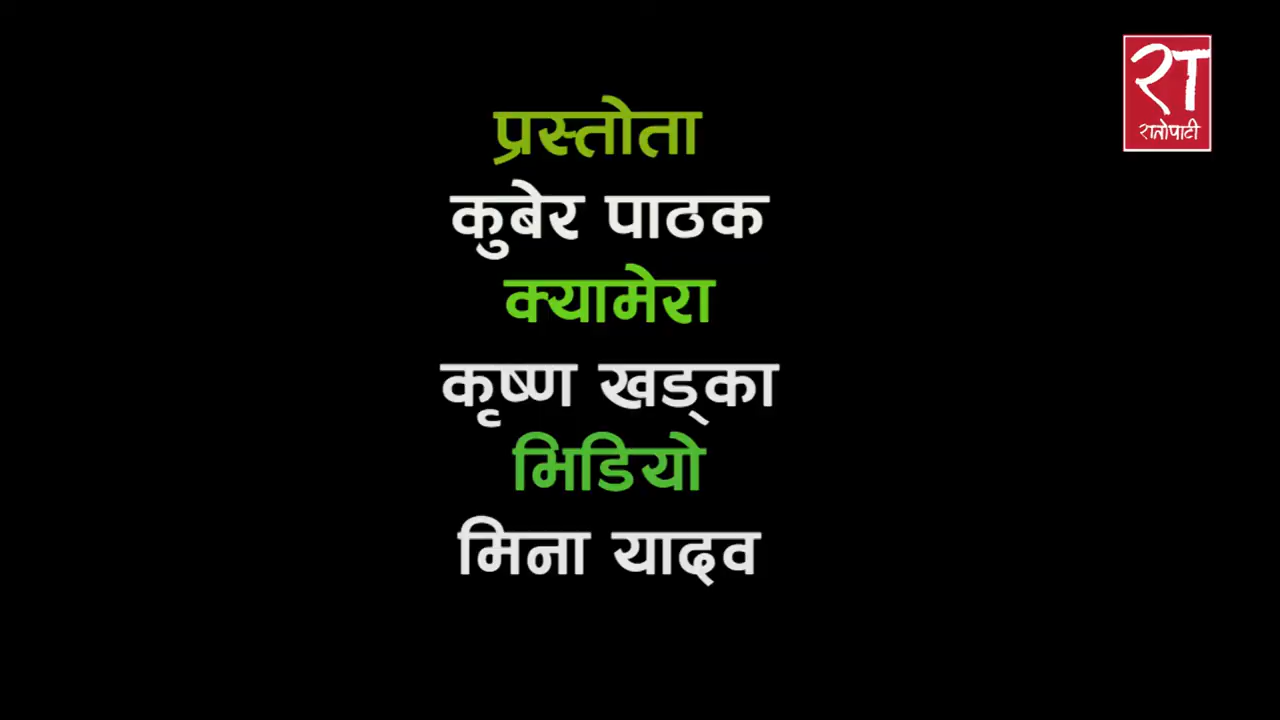 रा
रातोपाटी
प्रस्तोता
कुबेर पाठक
क्यामेरा
कृष्ण खड्का
भिडियो
मिना यादव